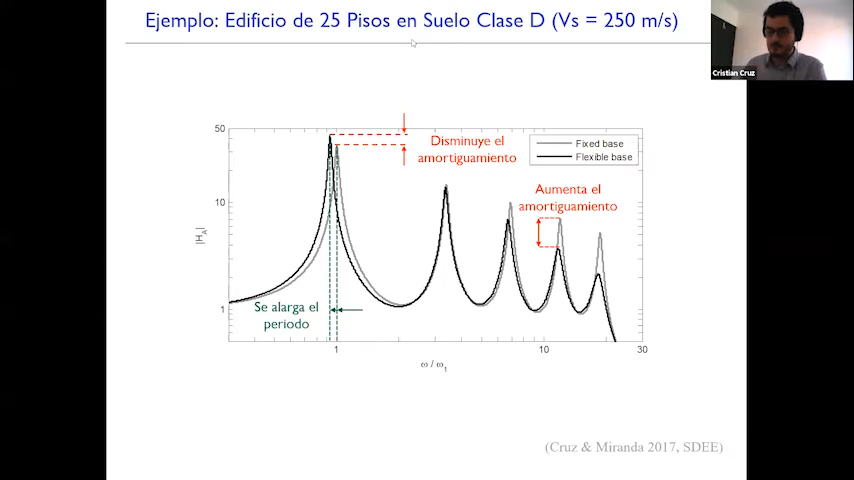 Ejemplo: Edificio de 25 Pisos en Suelo Clase D (Vs = 250 m/s)
Cristian Cruz
50
10
1
|H_A|
Disminuye el
amortiguamiento
Fixed base
Flexible base
Aumenta el
amortiguamiento
Se alarga el
periodo
1
10
30
ω / ω₁
(Cruz & Miranda 2017, SDEE)